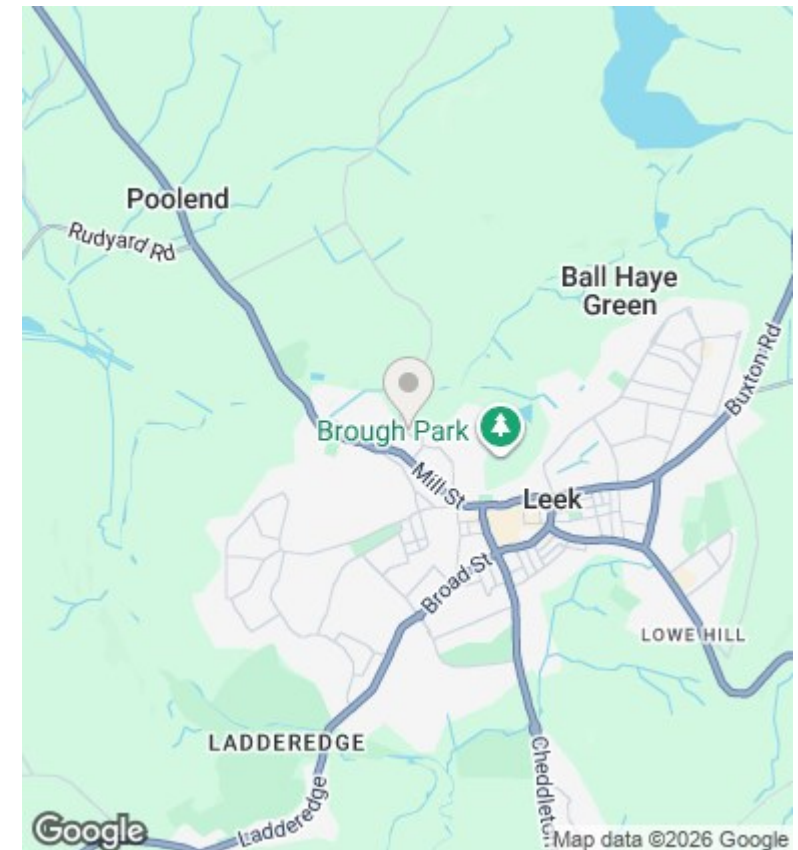 Poolend
Rudyard Rd
Ball Haye
Green
Buxton Rd
Brough Park
Mill St
Leek
Broad St
LOWE HILL
LADDEREDGE
Ladderedge
Cheddleton
Google
Map data ©2026 Google